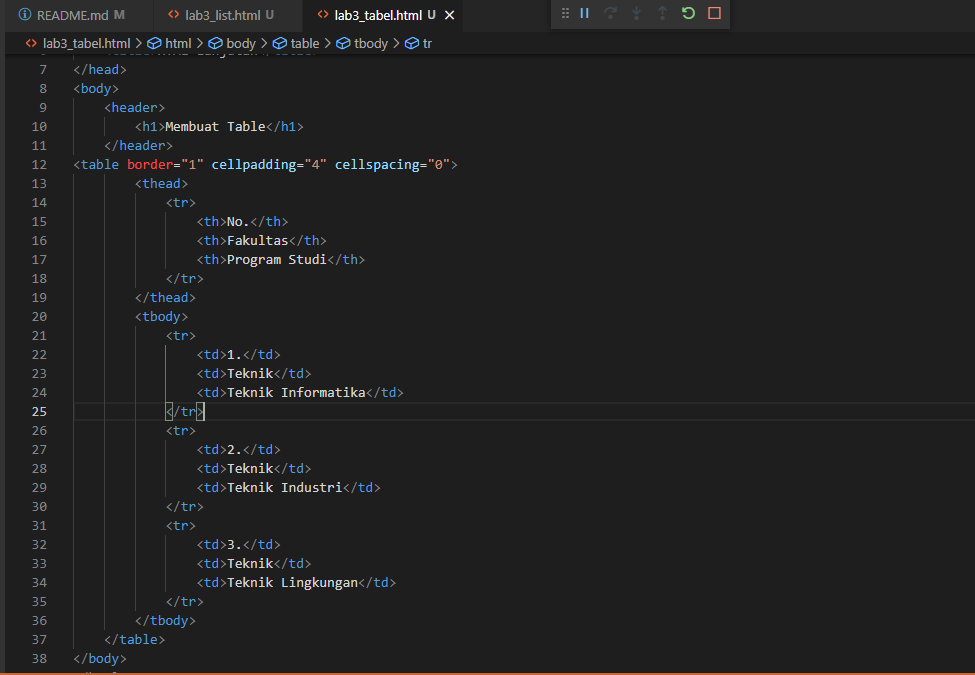 README.md M
lab3_list.html U
lab3_tabel.html U
lab3_tabel.html > html > body > table > tbody > tr
7 </head>
8 <body>
9 <header>
10 <h1>Membuat Table</h1>
11 </header>
12 <table border="1" cellpadding="4" cellspacing="0">
13 <thead>
14 <tr>
15 <th>No.</th>
16 <th>Fakultas</th>
17 <th>Program Studi</th>
18 </tr>
19 </thead>
20 <tbody>
21 <tr>
22 <td>1.</td>
23 <td>Teknik</td>
24 <td>Teknik Informatika</td>
25 </tr>
26 <tr>
27 <td>2.</td>
28 <td>Teknik</td>
29 <td>Teknik Industri</td>
30 </tr>
31 <tr>
32 <td>3.</td>
33 <td>Teknik</td>
34 <td>Teknik Lingkungan</td>
35 </tr>
36 </tbody>
37 </table>
38 </body>